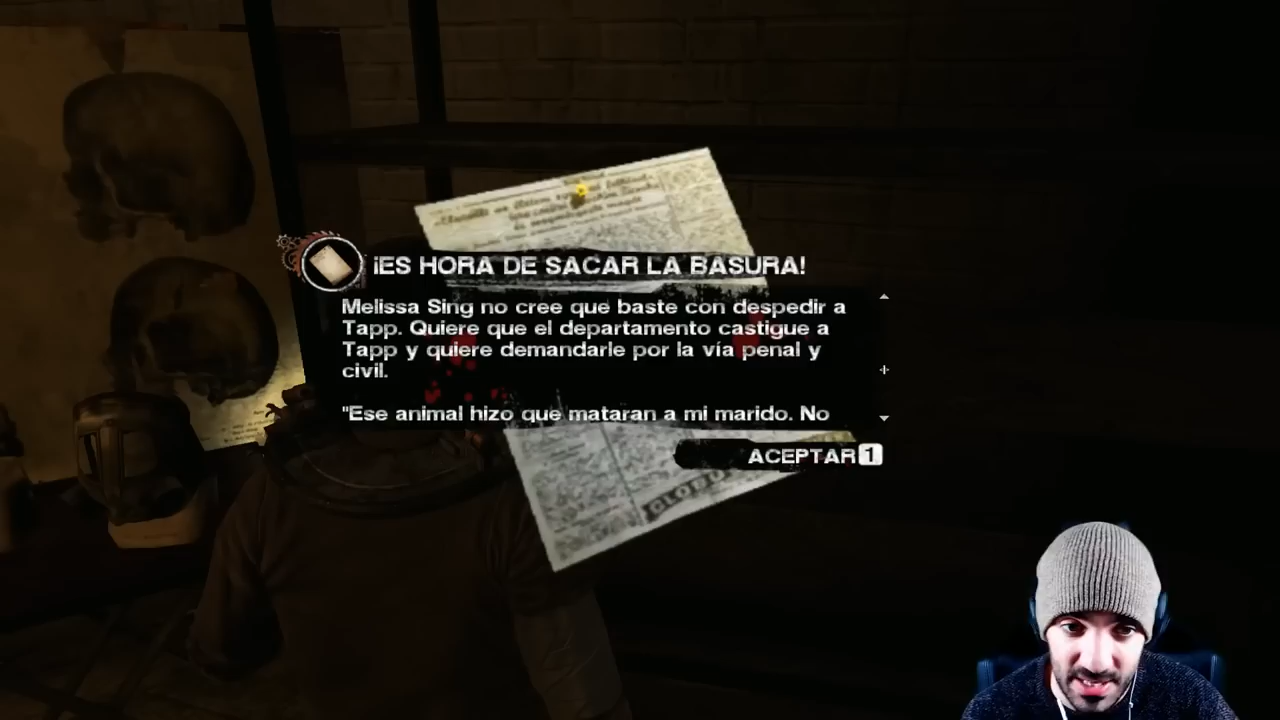 ¡ES HORA DE SACAR LA BASURA!
Melissa Sing no cree que baste con despedir a
Tapp. Quiere que el departamento castigue a
Tapp y quiere demandarle por la vía penal y
civil.
"Ese animal hizo que mataran a mi marido. No
ACEPTAR 1